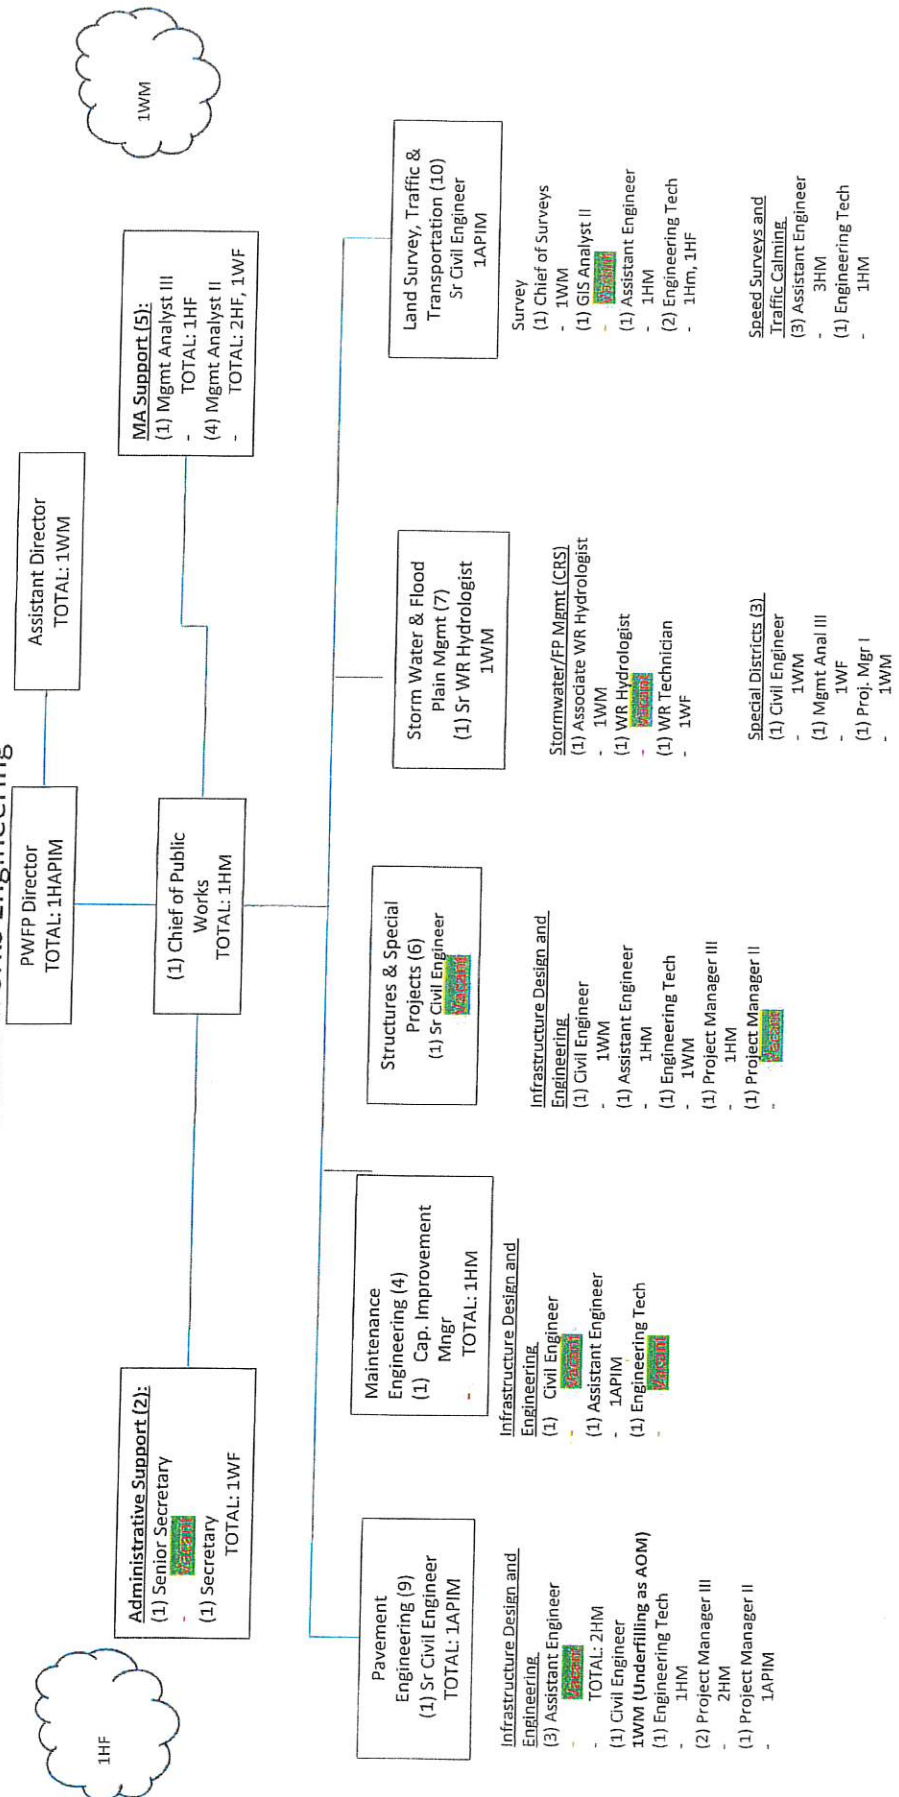 PWFP Director
TOTAL: 1HAPIM
Assistant Director
TOTAL: 1WM
(1) Chief of Public
Works
TOTAL: 1HM
1HF
Administrative Support (2):
(1) Senior Secretary
- Vacant
(1) Secretary
TOTAL: 1WF
MA Support (5):
(1) Mgmt Analyst III
- TOTAL: 1HF
(4) Mgmt Analyst II
- TOTAL: 2HF, 1WF
1WM
Pavement
Engineering (9)
(1) Sr Civil Engineer
TOTAL: 1APIM
Infrastructure Design and
Engineering
(3) Assistant Engineer
- Vacant
- TOTAL: 2HM
(1) Civil Engineer
1WM (Underfilling as AOM)
(1) Engineering Tech
- 1HM
(2) Project Manager III
- 2HM
(1) Project Manager II
- 1APIM
Maintenance
Engineering (4)
(1) Cap. Improvement
Mngr
- TOTAL: 1HM
Infrastructure Design and
Engineering
(1) Civil Engineer
- Vacant
(1) Assistant Engineer
- 1APIM
(1) Engineering Tech
- Vacant
Structures & Special
Projects (6)
(1) Sr Civil Engineer
Vacant
Infrastructure Design and
Engineering
(1) Civil Engineer
- 1WM
(1) Assistant Engineer
- 1HM
(1) Engineering Tech
- 1WM
(1) Project Manager III
- 1HM
(1) Project Manager II
- Vacant
Storm Water & Flood
Plain Mgmt (7)
(1) Sr WR Hydrologist
1WM
Stormwater/FP Mgmt (CRS)
(1) Associate WR Hydrologist
- 1WM
(1) WR Hydrologist
- Vacant
(1) WR Technician
- 1WF
Special Districts (3)
(1) Civil Engineer
- 1WM
(1) Mgmt Anal III
- 1WF
(1) Proj. Mgr I
- 1WM
Land Survey, Traffic &
Transportation (10)
Sr Civil Engineer
1APIM
Survey
(1) Chief of Surveys
- 1WM
(1) GIS Analyst II
- Vacant
(1) Assistant Engineer
- 1HM
(2) Engineering Tech
- 1Hm, 1HF
Speed Surveys and
Traffic Calming
(3) Assistant Engineer
- 3HM
(1) Engineering Tech
- 1HM